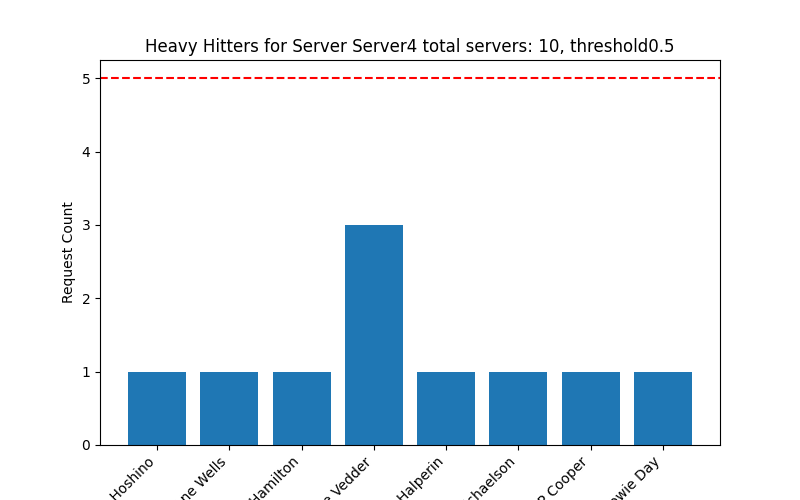 Heavy Hitters for Server Server4 total servers: 10, threshold0.5
Request Count
5
4
3
2
1
0
Hoshino
ne Wells
Hamilton
e Vedder
Halperin
chaelson
P Cooper
owie Day